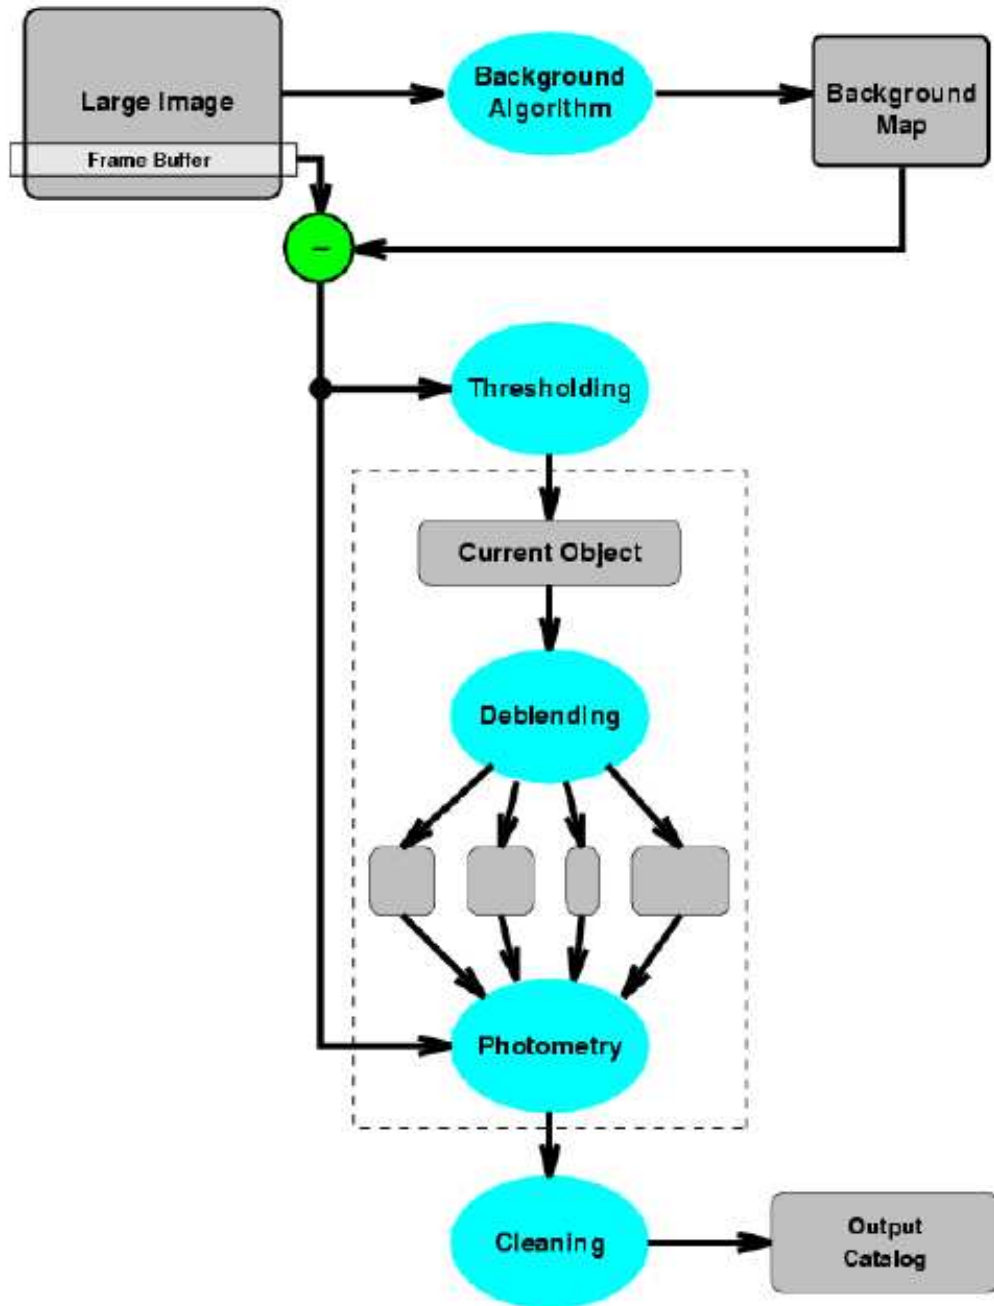 Large Image
Frame Buffer
Background
Algorithm
Background
Map
–
Thresholding
Current Object
Deblending
Photometry
Cleaning
Output
Catalog